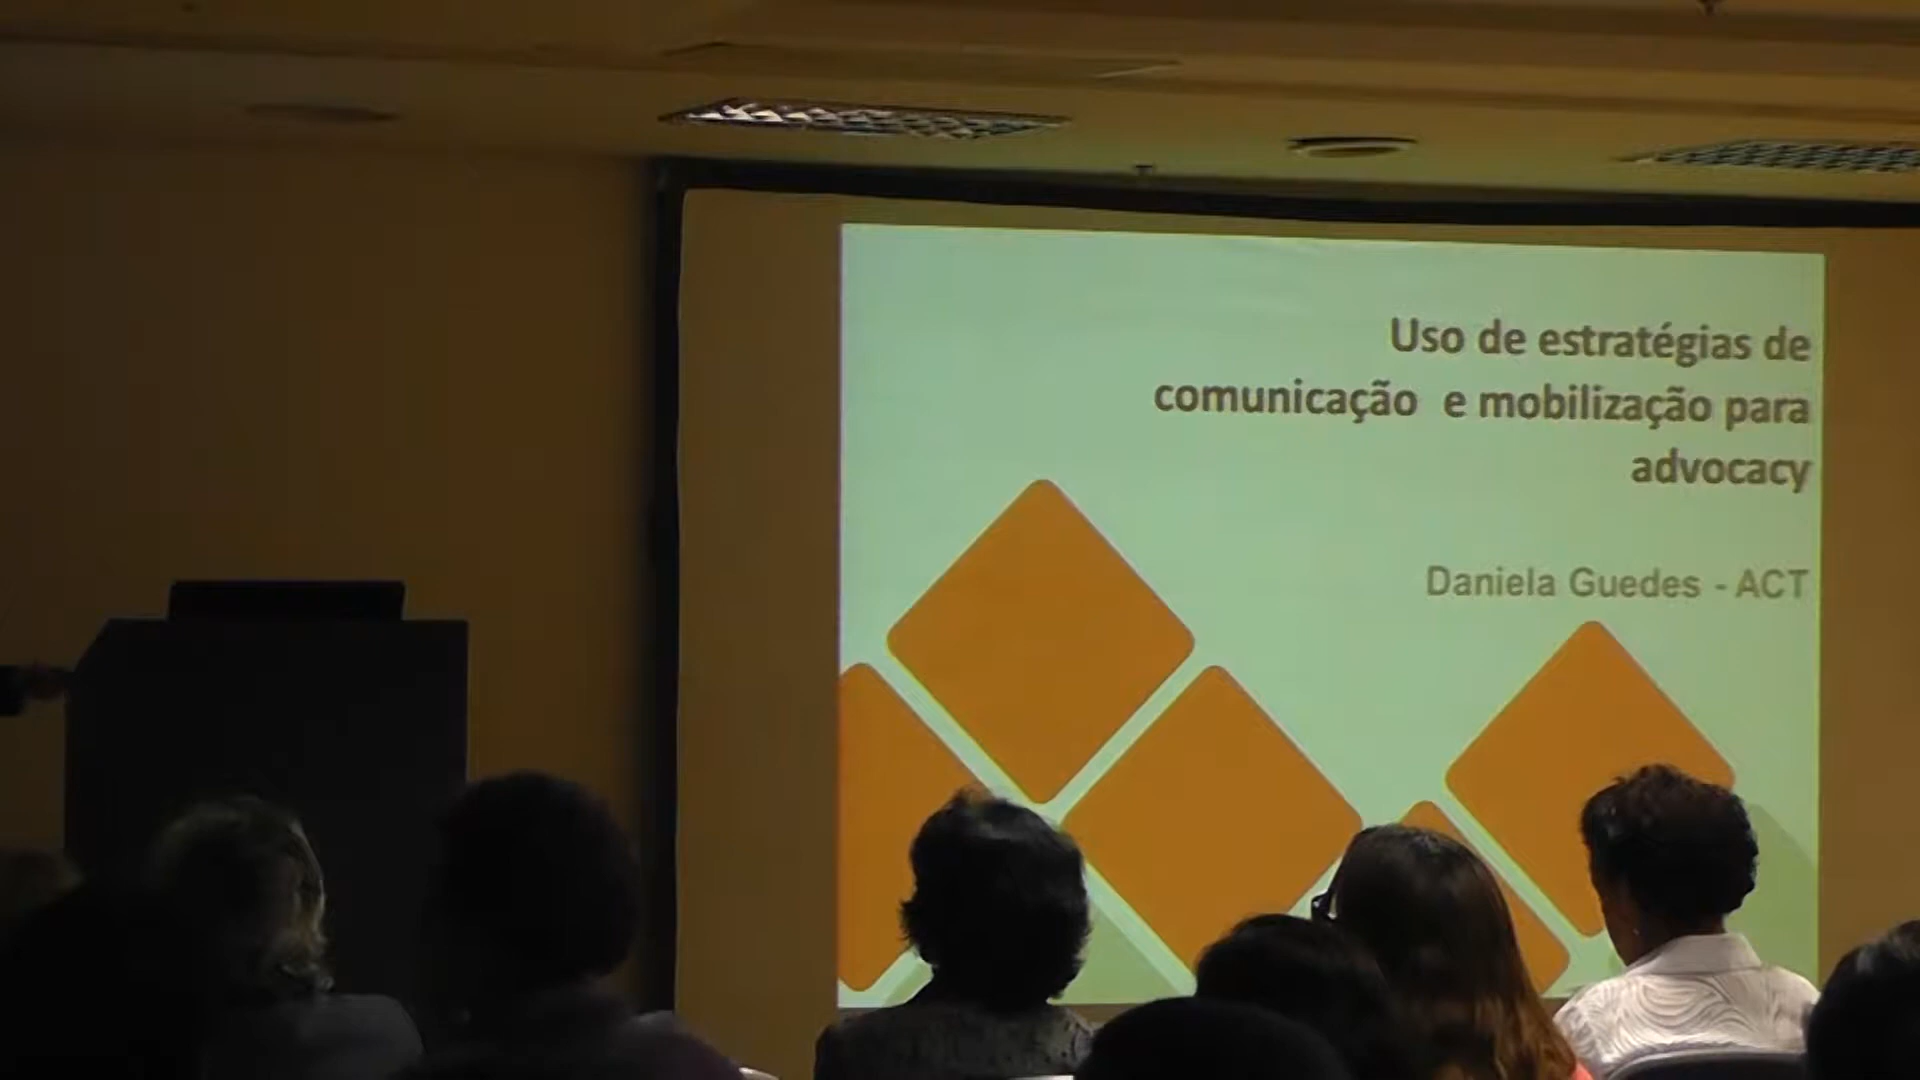 Uso de estratégias de
comunicação e mobilização para
advocacy
Daniela Guedes - ACT